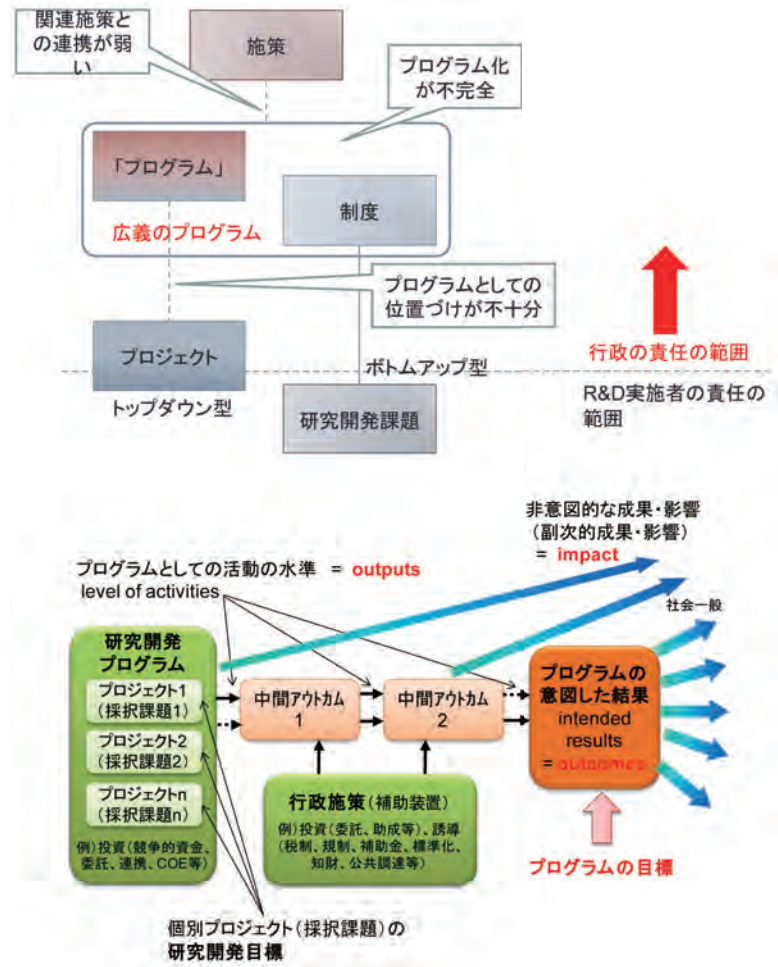 関連施策と
の連携が弱
い
施策
プログラム化
が不完全
「プログラム」
制度
広義のプログラム
プログラムとしての
位置づけが不十分
行政の責任の範囲
プロジェクト
ボトムアップ型
トップダウン型
研究開発課題
R&D実施者の責任の
範囲
非意図的な成果・影響
(副次的成果・影響)
= impact
プログラムとしての活動の水準 = outputs
level of activities
社会一般
研究開発
プログラム
プロジェクト1
(採択課題1)
プロジェクト2
(採択課題2)
プロジェクトn
(採択課題n)
例)投資(競争的資金、
委託、連携、COE等)
中間アウトカム
1
中間アウトカム
2
プログラムの
意図した結果
intended
results
= outcomes
行政施策(補助装置)
例)投資(委託、助成等)、誘導
(税制、規制、補助金、標準化、
知財、公共調達等)
プログラムの目標
個別プロジェクト(採択課題)の
研究開発目標